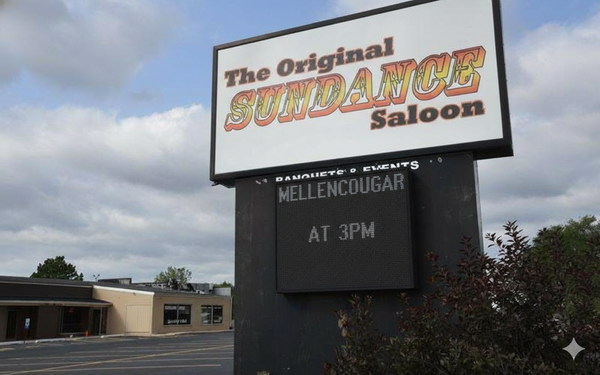 The Original
SUNDANCE
Saloon
BANQUETS & EVENTS
MELLENCOUGAR
AT 3PM